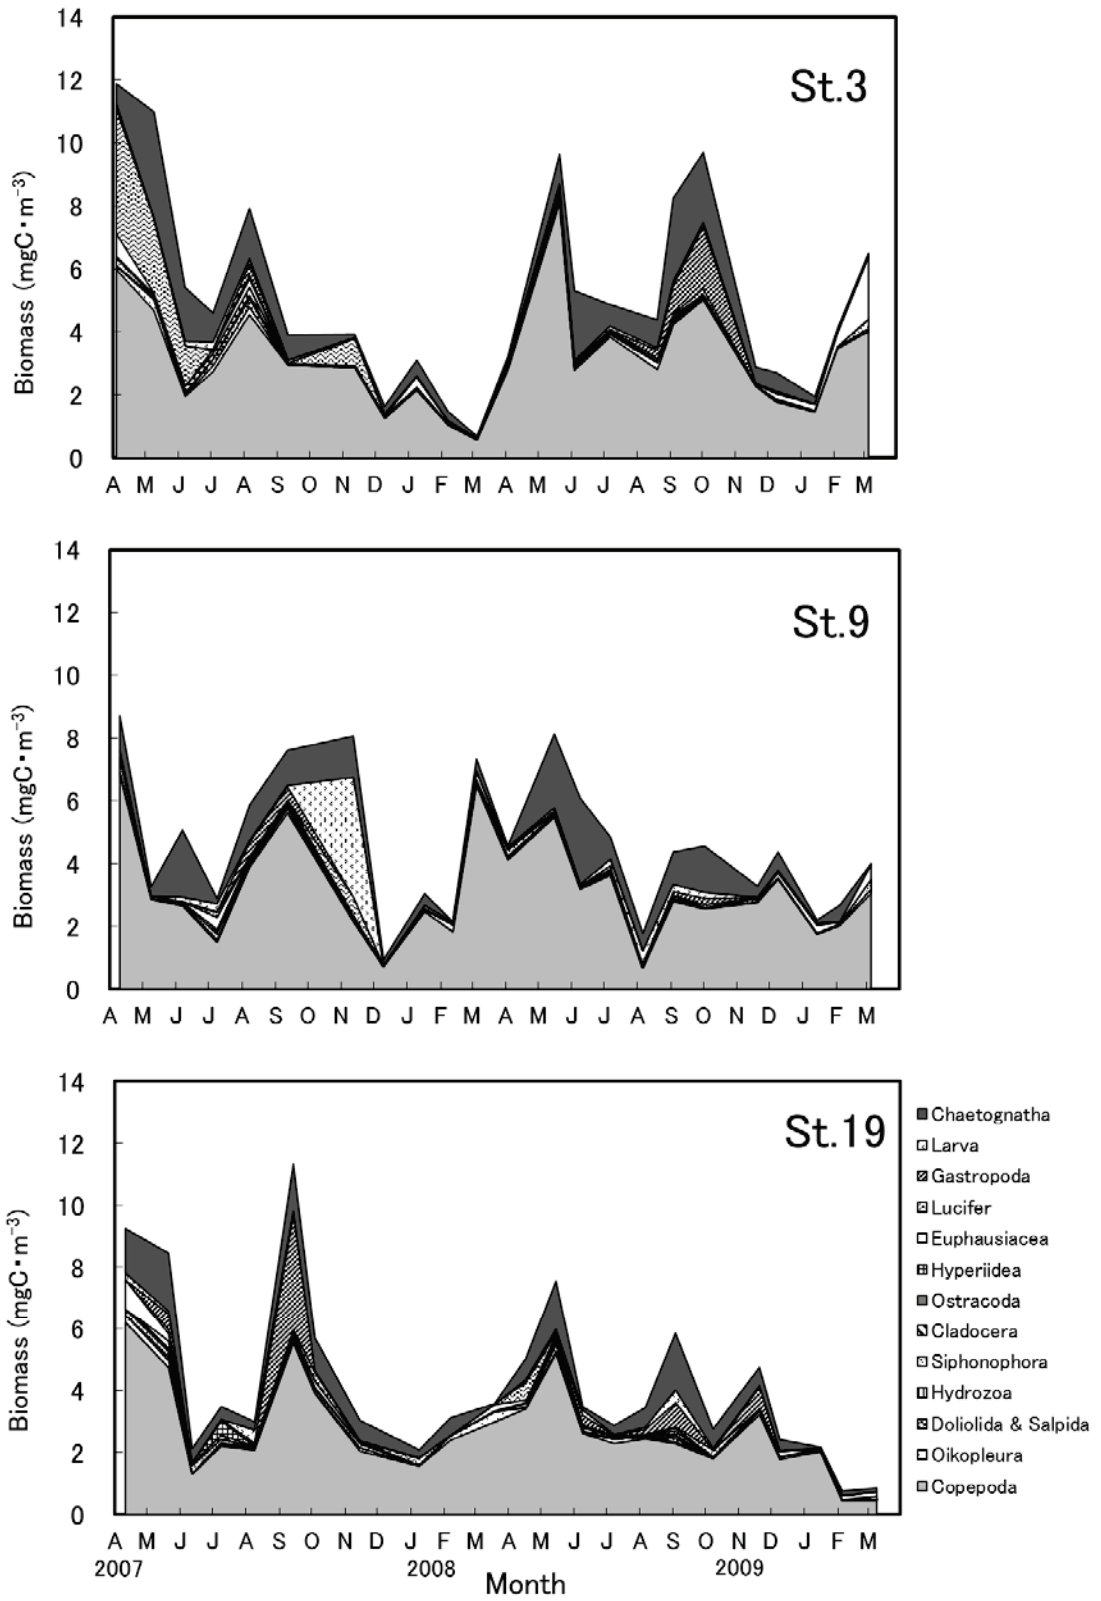 14
St.3
12
10
8
6
4
2
0
Biomass (mgC・m⁻³)
A M J J A S O N D J F M A M J J A S O N D J F M
14
St.9
12
10
8
6
4
2
0
Biomass (mgC・m⁻³)
A M J J A S O N D J F M A M J J A S O N D J F M
14
St.19
12
10
8
6
4
2
0
Biomass (mgC・m⁻³)
Chaetognatha
Larva
Gastropoda
Lucifer
Euphausiacea
Hyperiidea
Ostracoda
Cladocera
Siphonophora
Hydrozoa
Doliolida & Salpida
Oikopleura
Copepoda
A M J J A S O N D J F M A M J J A S O N D J F M
2007 2008 2009
Month